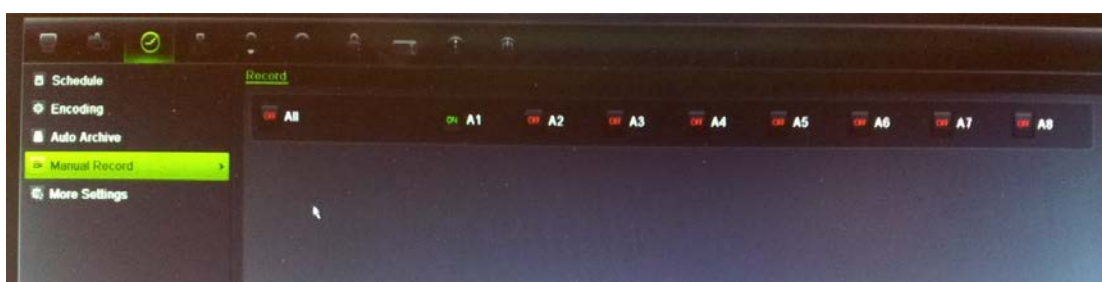 Schedule
Encoding
Auto Archive
Manual Record
More Settings
Record
OFF All ON A1 OFF A2 OFF A3 OFF A4 OFF A5 OFF A6 OFF A7 OFF A8